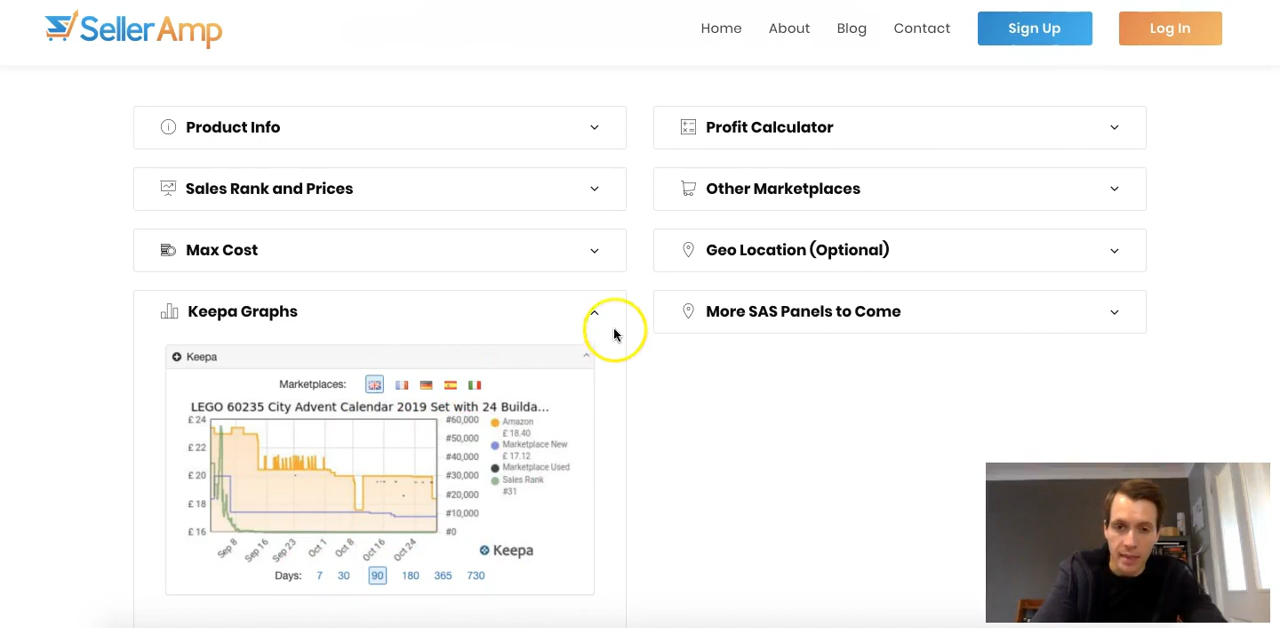 SellerAmp
Home About Blog Contact Sign Up Log In
Product Info
Profit Calculator
Sales Rank and Prices
Other Marketplaces
Max Cost
Geo Location (Optional)
Keepa Graphs
More SAS Panels to Come
Keepa
Marketplaces:
LEGO 60235 City Advent Calendar 2019 Set with 24 Builda...
£ 24
£ 22
£ 20
£ 18
£ 16
#60,000
#50,000
#40,000
#30,000
#20,000
#10,000
#0
Amazon
£ 18.40
Marketplace New
£ 17.12
Marketplace Used
Sales Rank
#31
Sep 8 Sep 16 Sep 23 Oct 1 Oct 8 Oct 16 Oct 24
Keepa
Days: 7 30 90 180 365 730